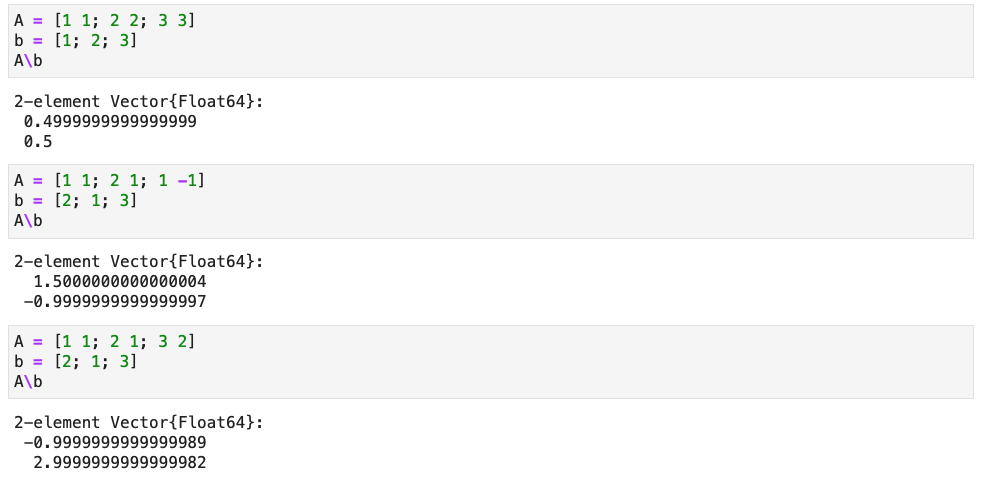 A = [1 1; 2 2; 3 3]
b = [1; 2; 3]
A\b
2-element Vector{Float64}:
0.4999999999999999
0.5
A = [1 1; 2 1; 1 -1]
b = [2; 1; 3]
A\b
2-element Vector{Float64}:
1.5000000000000004
-0.9999999999999997
A = [1 1; 2 1; 3 2]
b = [2; 1; 3]
A\b
2-element Vector{Float64}:
-0.9999999999999989
2.9999999999999982